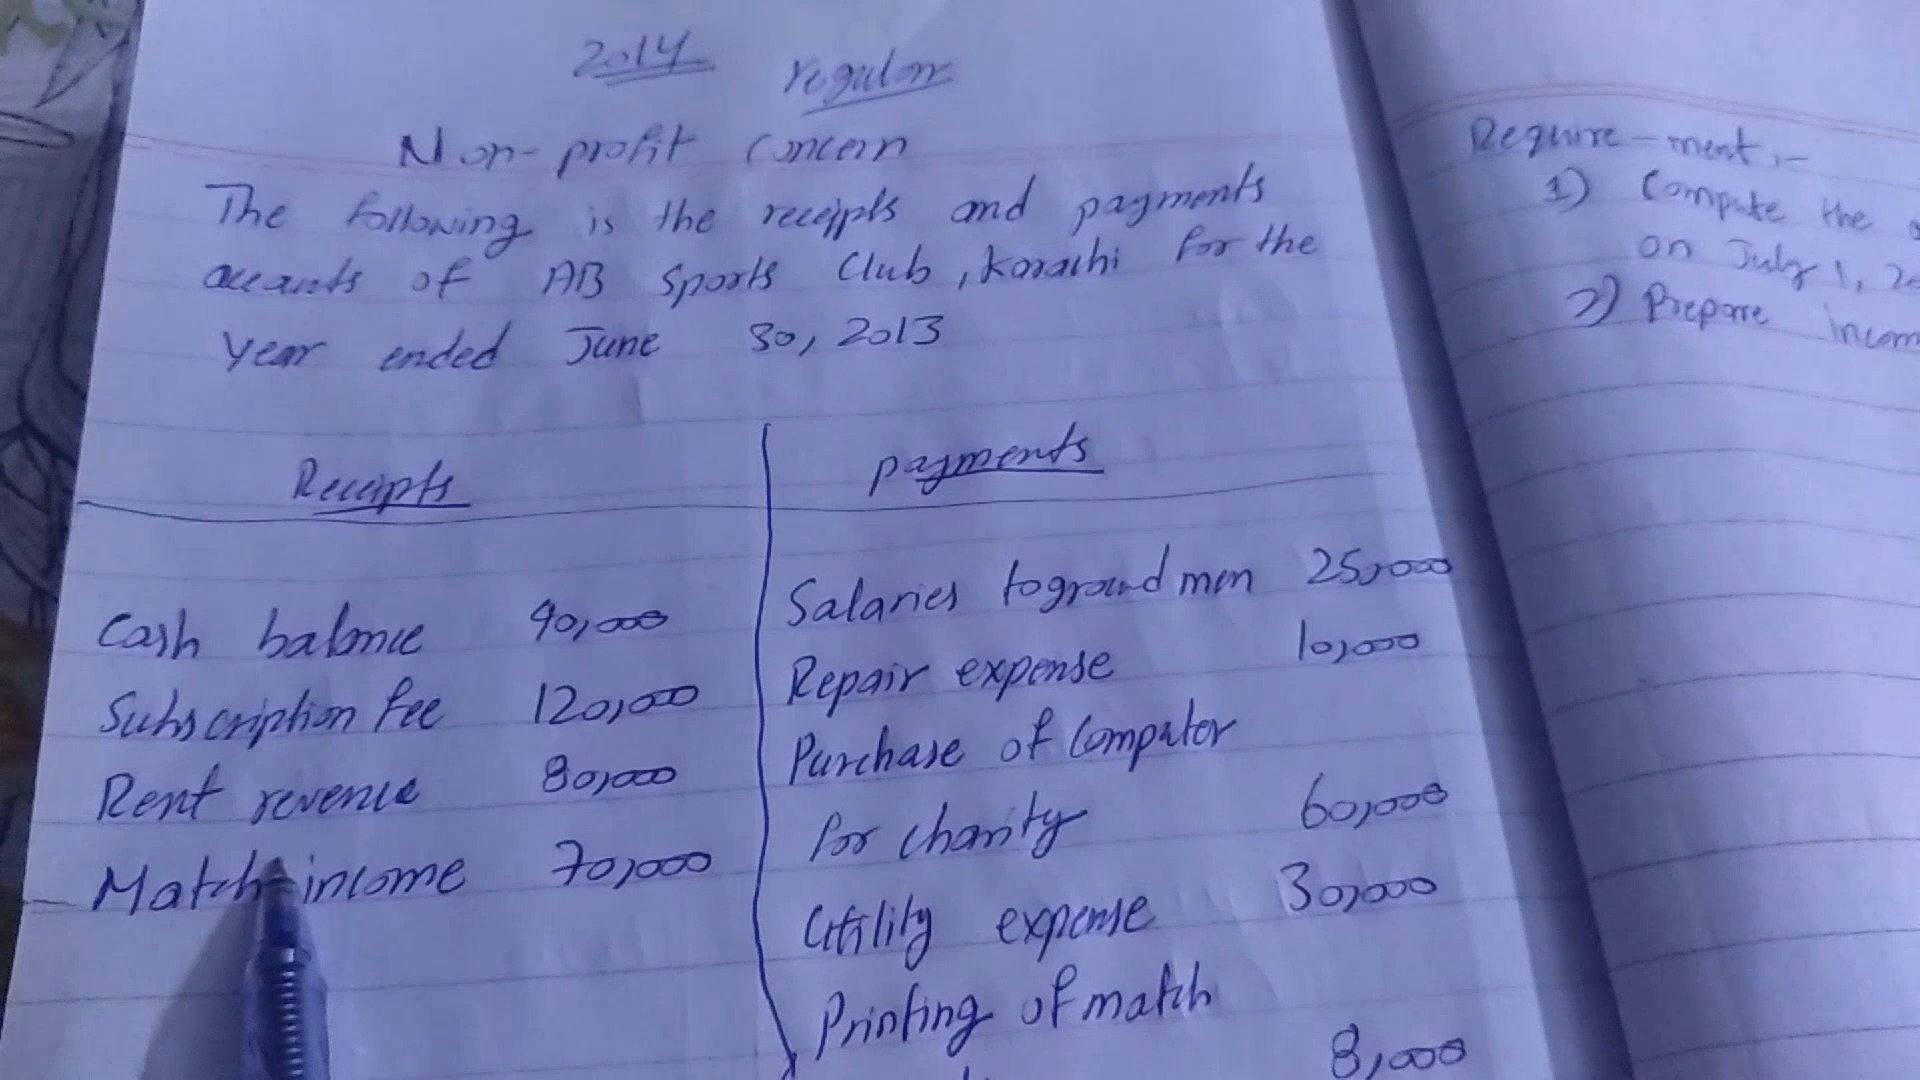 2014 regular
Non-profit concern
The following is the receipts and payments
accounts of AB Sports Club, Karachi for the
year ended June 30, 2013
Receipts
Cash balance 90,000
Subscription fee 120,000
Rent revenue 80,000
Match income 70,000
payments
Salaries to ground men 25,000
Repair expense 10,000
Purchase of Computer
for charity 60,000
Utility expense 30,000
Printing of match
8,000
Require-ment:-
1) Compute the
on July 1,
2) Prepare incom